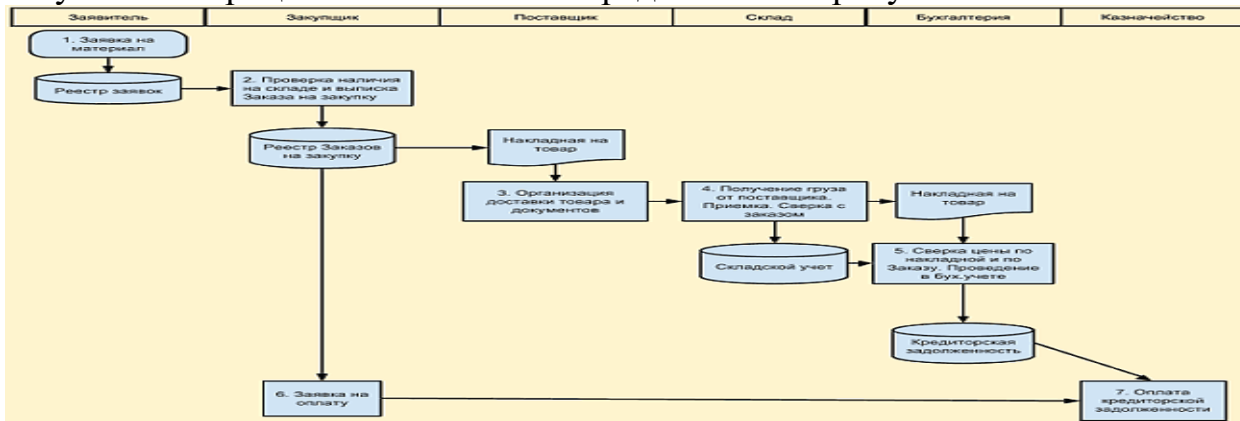 Заявитель
Закупщик
Поставщик
Склад
Бухгалтерия
Казначейство
1. Заявка на
материал
Реестр заявок
2. Проверка наличия
на складе и выписка
Заказа на закупку
Реестр Заказов
на закупку
Накладная на
товар
3. Организация
доставки товара и
документов
4. Получение груза
от поставщика.
Приемка. Сверка с
заказом
Накладная на
товар
Складской учет
5. Сверка цены по
накладной и по
Заказу. Проведение
в Бух.учете
Кредиторская
задолженность
6. Заявка на
оплату
7. Оплата
кредиторской
задолженности